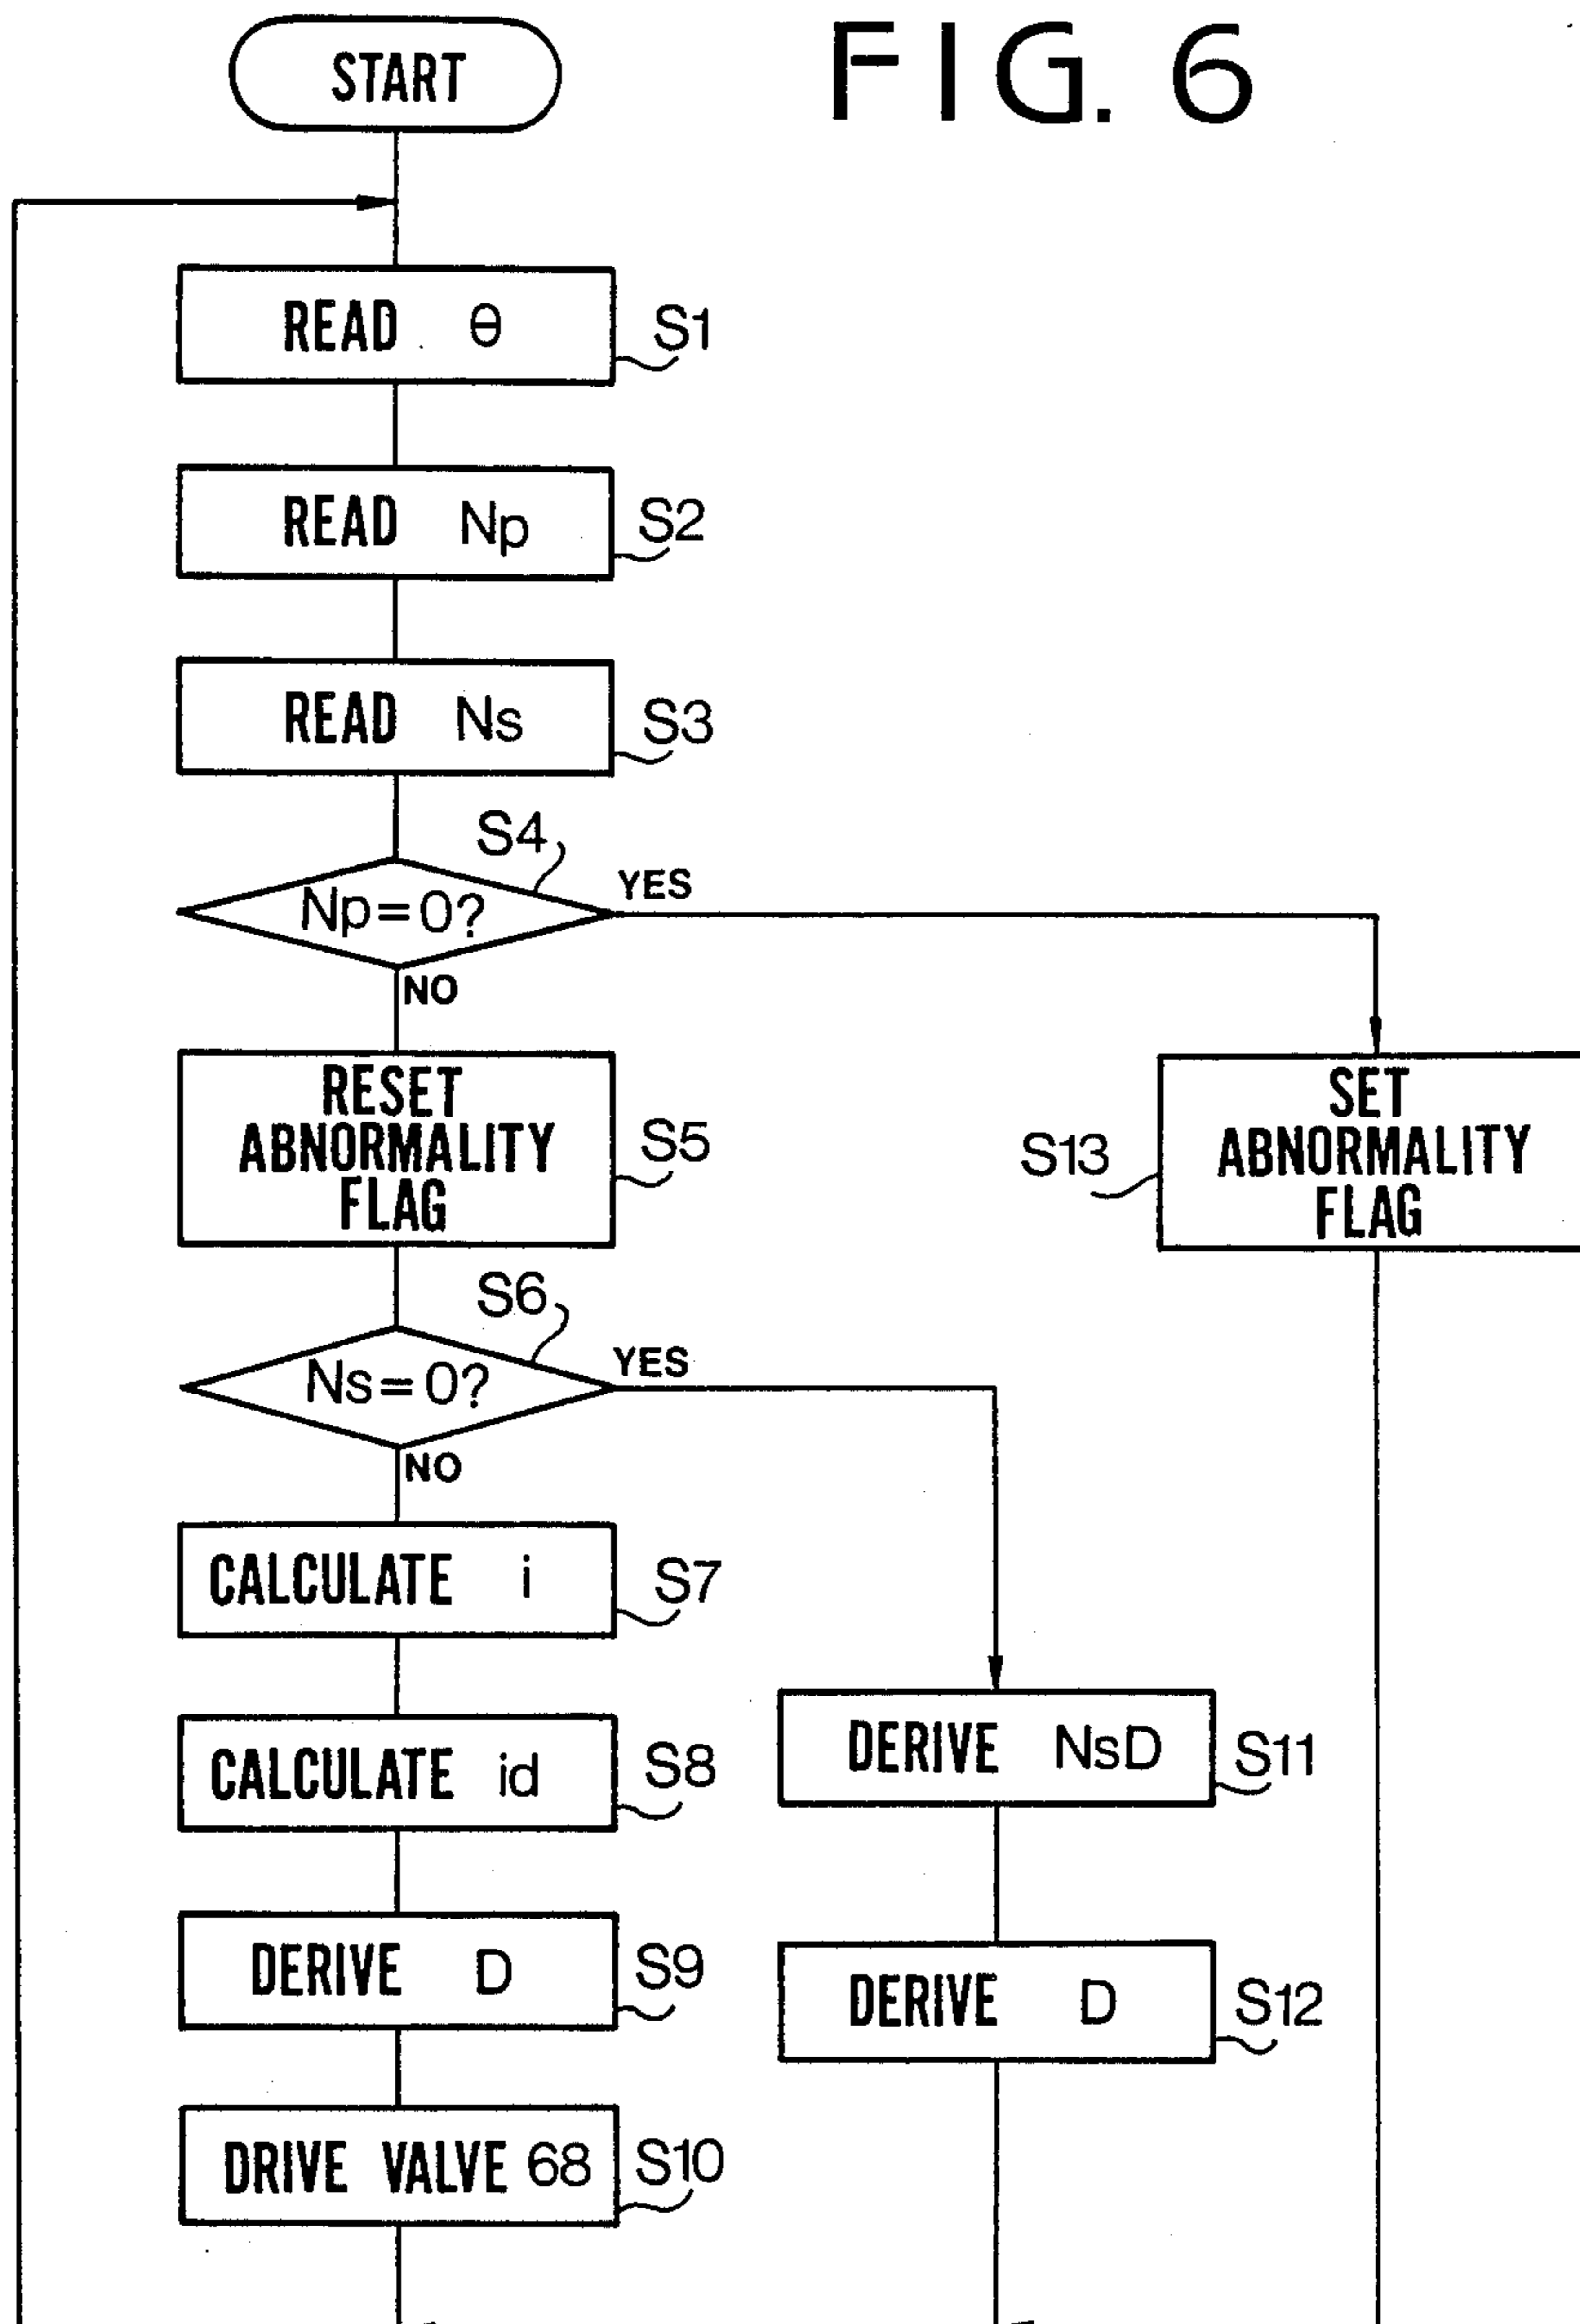 FIG. 6
START
READ θ
S1
READ Np
S2
READ Ns
S3
S4
Np=0?
YES
NO
RESET
ABNORMALITY
FLAG
S5
SET
ABNORMALITY
FLAG
S13
S6
Ns=0?
YES
NO
CALCULATE i
S7
CALCULATE id
S8
DERIVE NsD
S11
DERIVE D
S9
DERIVE D
S12
DRIVE VALVE 68
S10